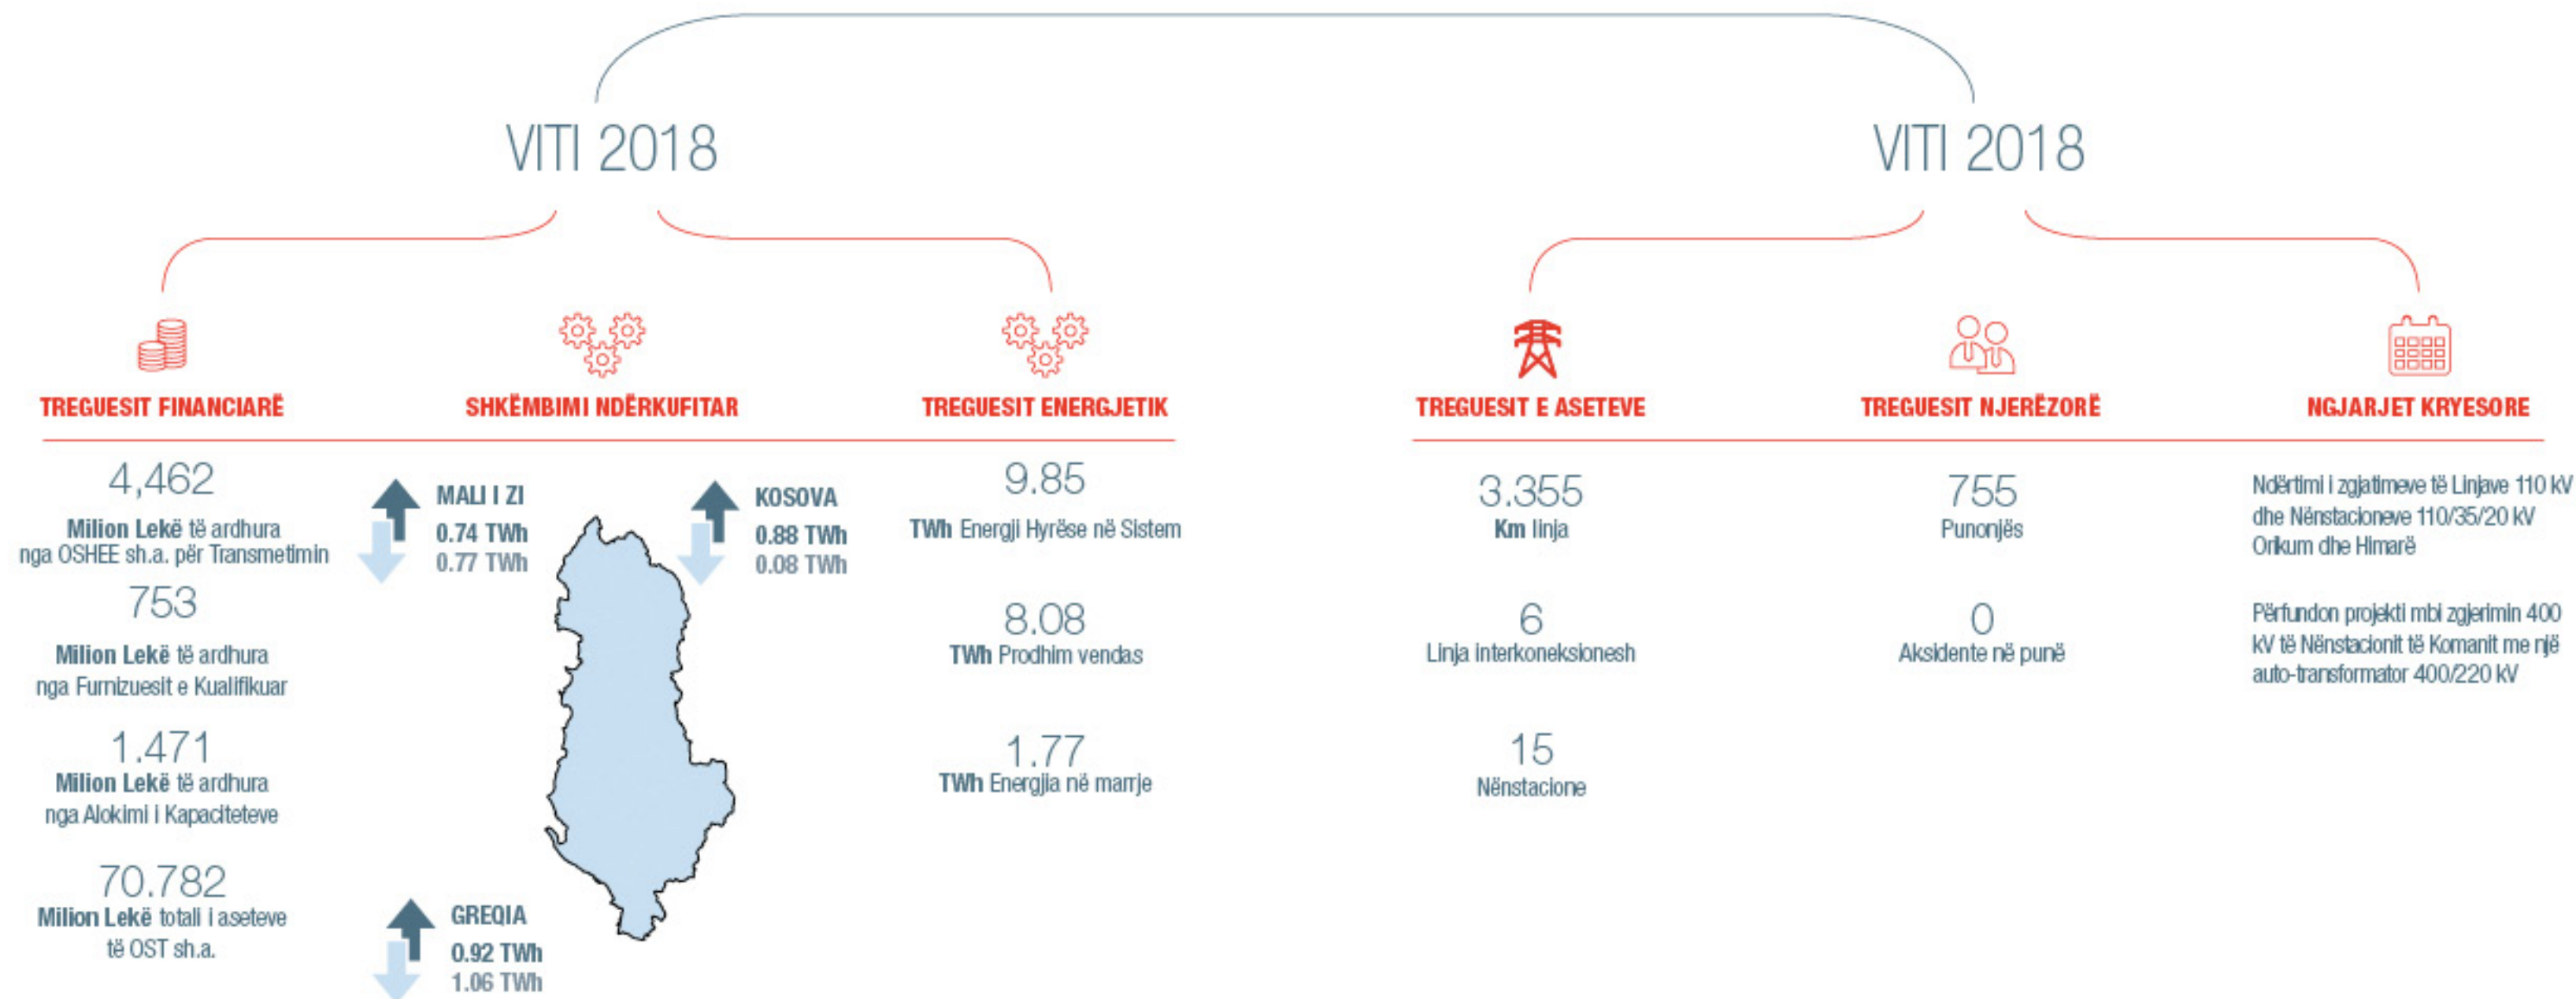 VITI 2018
TREGUESIT FINANCIARË
4,462
Milion Lekë të ardhura
nga OSHEE sh.a. për Transmetimin
753
Milion Lekë të ardhura
nga Furnizuesit e Kualifikuar
1.471
Milion Lekë të ardhura
nga Alokimi i Kapaciteteve
70.782
Milion Lekë totali i aseteve
të OST sh.a.
SHKËMBIMI NDËRKUFITAR
MALI I ZI
0.74 TWh
0.77 TWh
KOSOVA
0.88 TWh
0.08 TWh
GREQIA
0.92 TWh
1.06 TWh
TREGUESIT ENERGJETIK
9.85
TWh Energji Hyrëse në Sistem
8.08
TWh Prodhim vendas
1.77
TWh Energjia në marrje
VITI 2018
TREGUESIT E ASETEVE
3.355
Km linja
6
Linja interkoneksionesh
15
Nënstacione
TREGUESIT NJERËZORË
755
Punonjës
0
Aksidente në punë
NGJARJET KRYESORE
Ndërtimi i zgjatimeve të Linjave 110 kV
dhe Nënstacioneve 110/35/20 kV
Orikum dhe Himarë
Përfundon projekti mbi zgjerimin 400
kV të Nënstacionit të Komanit me një
auto-transformator 400/220 kV